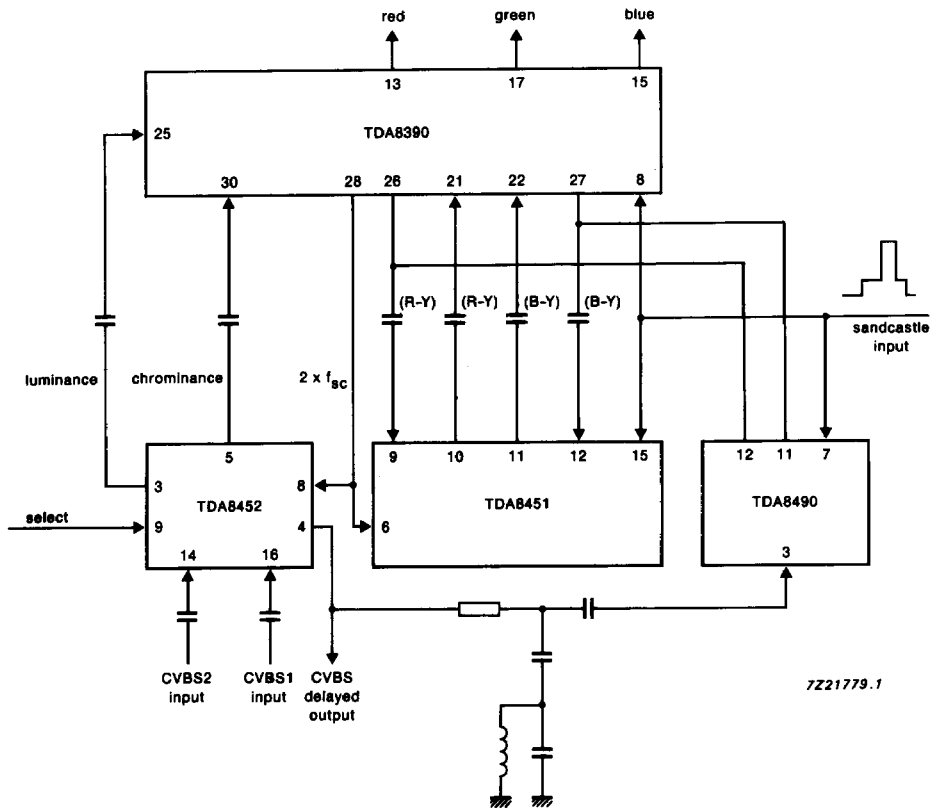 red green blue
13 17 15
TDA8390
25
30 28 26 21 22 27 8
(R-Y) (R-Y) (B-Y) (B-Y)
sandcastle
input
luminance chrominance 2 x fsc
5 9 10 11 12 15 12 11 7
3 8
TDA8452 TDA8451 TDA8490
select
9 4 6
14 16 3
CVBS2
input
CVBS1
input
CVBS
delayed
output
7Z21779.1